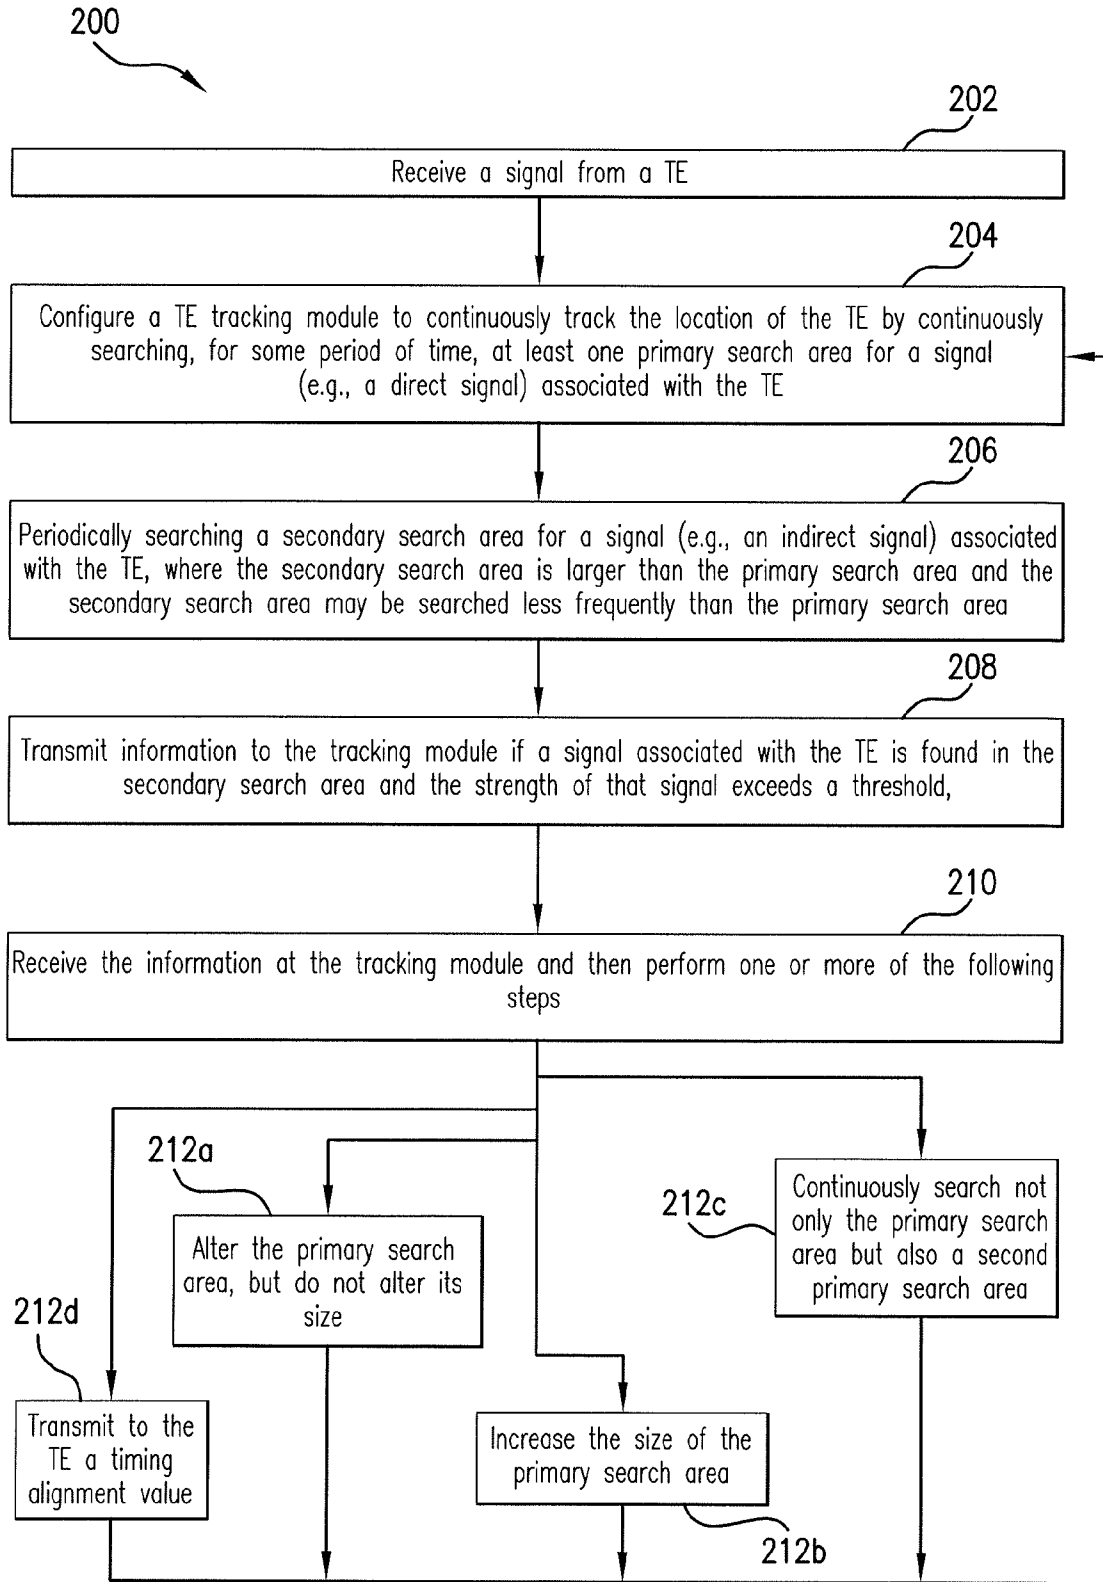 200
202
Receive a signal from a TE
204
Configure a TE tracking module to continuously track the location of the TE by continuously
searching, for some period of time, at least one primary search area for a signal
(e.g., a direct signal) associated with the TE
206
Periodically searching a secondary search area for a signal (e.g., an indirect signal) associated
with the TE, where the secondary search area is larger than the primary search area and the
secondary search area may be searched less frequently than the primary search area
208
Transmit information to the tracking module if a signal associated with the TE is found in the
secondary search area and the strength of that signal exceeds a threshold,
210
Receive the information at the tracking module and then perform one or more of the following
steps
212a
Alter the primary search
area, but do not alter its
size
212c
Continuously search not
only the primary search
area but also a second
primary search area
212d
Transmit to the
TE a timing
alignment value
Increase the size of the
primary search area
212b